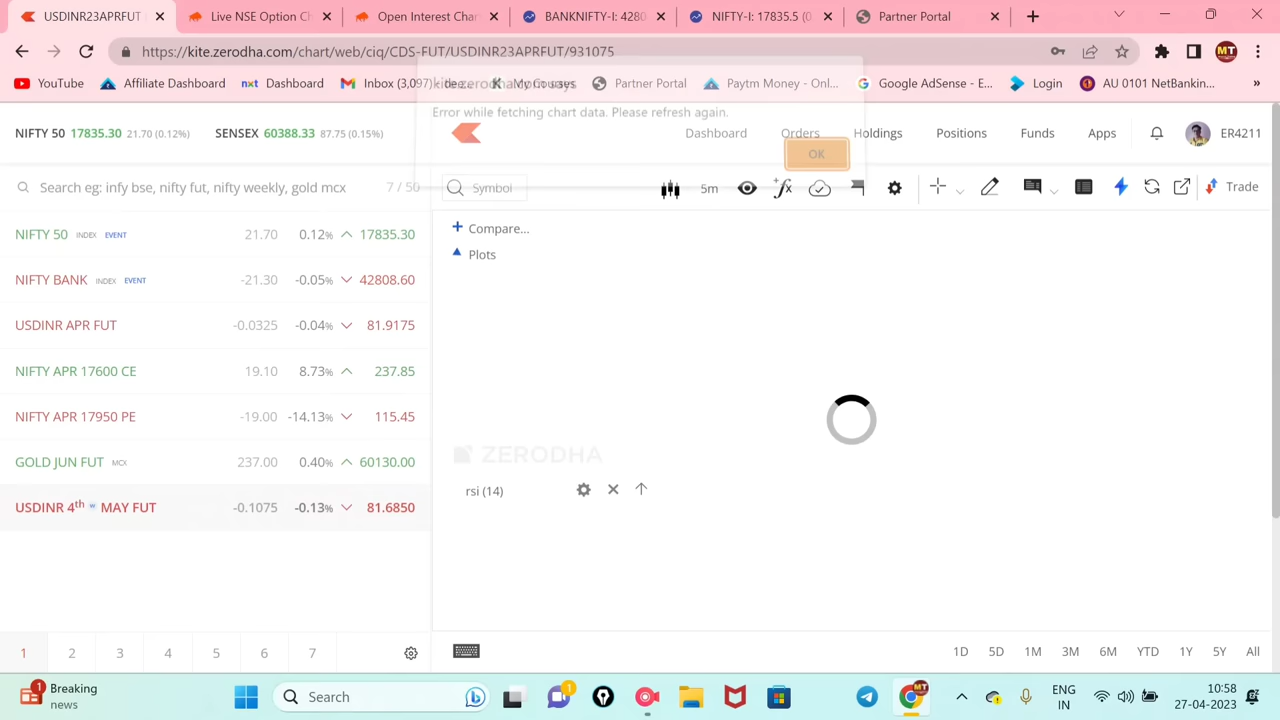 USDINR23APRFUT
Live NSE Option Ch
Open Interest Char
BANKNIFTY-I: 4280
NIFTY-I: 17835.5 (0
Partner Portal
https://kite.zerodha.com/chart/web/ciq/CDS-FUT/USDINR23APRFUT/931075
YouTube
Affiliate Dashboard
nxt Dashboard
Inbox (3,097) - dee...
My Courses
Partner Portal
Paytm Money - Onl...
Google AdSense - E...
Login
AU 0101 NetBankin...
»
kite.zerodha.com says
Error while fetching chart data. Please refresh again.
OK
NIFTY 50 17835.30 21.70 (0.12%)
SENSEX 60388.33 87.75 (0.15%)
Dashboard
Orders
Holdings
Positions
Funds
Apps
ER4211
Search eg: infy bse, nifty fut, nifty weekly, gold mcx
7 / 50
Symbol
5m
Trade
NIFTY 50 INDEX EVENT 21.70 0.12% 17835.30
NIFTY BANK INDEX EVENT -21.30 -0.05% 42808.60
USDINR APR FUT -0.0325 -0.04% 81.9175
NIFTY APR 17600 CE 19.10 8.73% 237.85
NIFTY APR 17950 PE -19.00 -14.13% 115.45
GOLD JUN FUT MCX 237.00 0.40% 60130.00
USDINR 4th w MAY FUT -0.1075 -0.13% 81.6850
Compare...
Plots
ZERODHA
rsi (14)
1 2 3 4 5 6 7
1D 5D 1M 3M 6M YTD 1Y 5Y All
1
Breaking
news
Search
1
MT
ENG
IN
10:58
27-04-2023